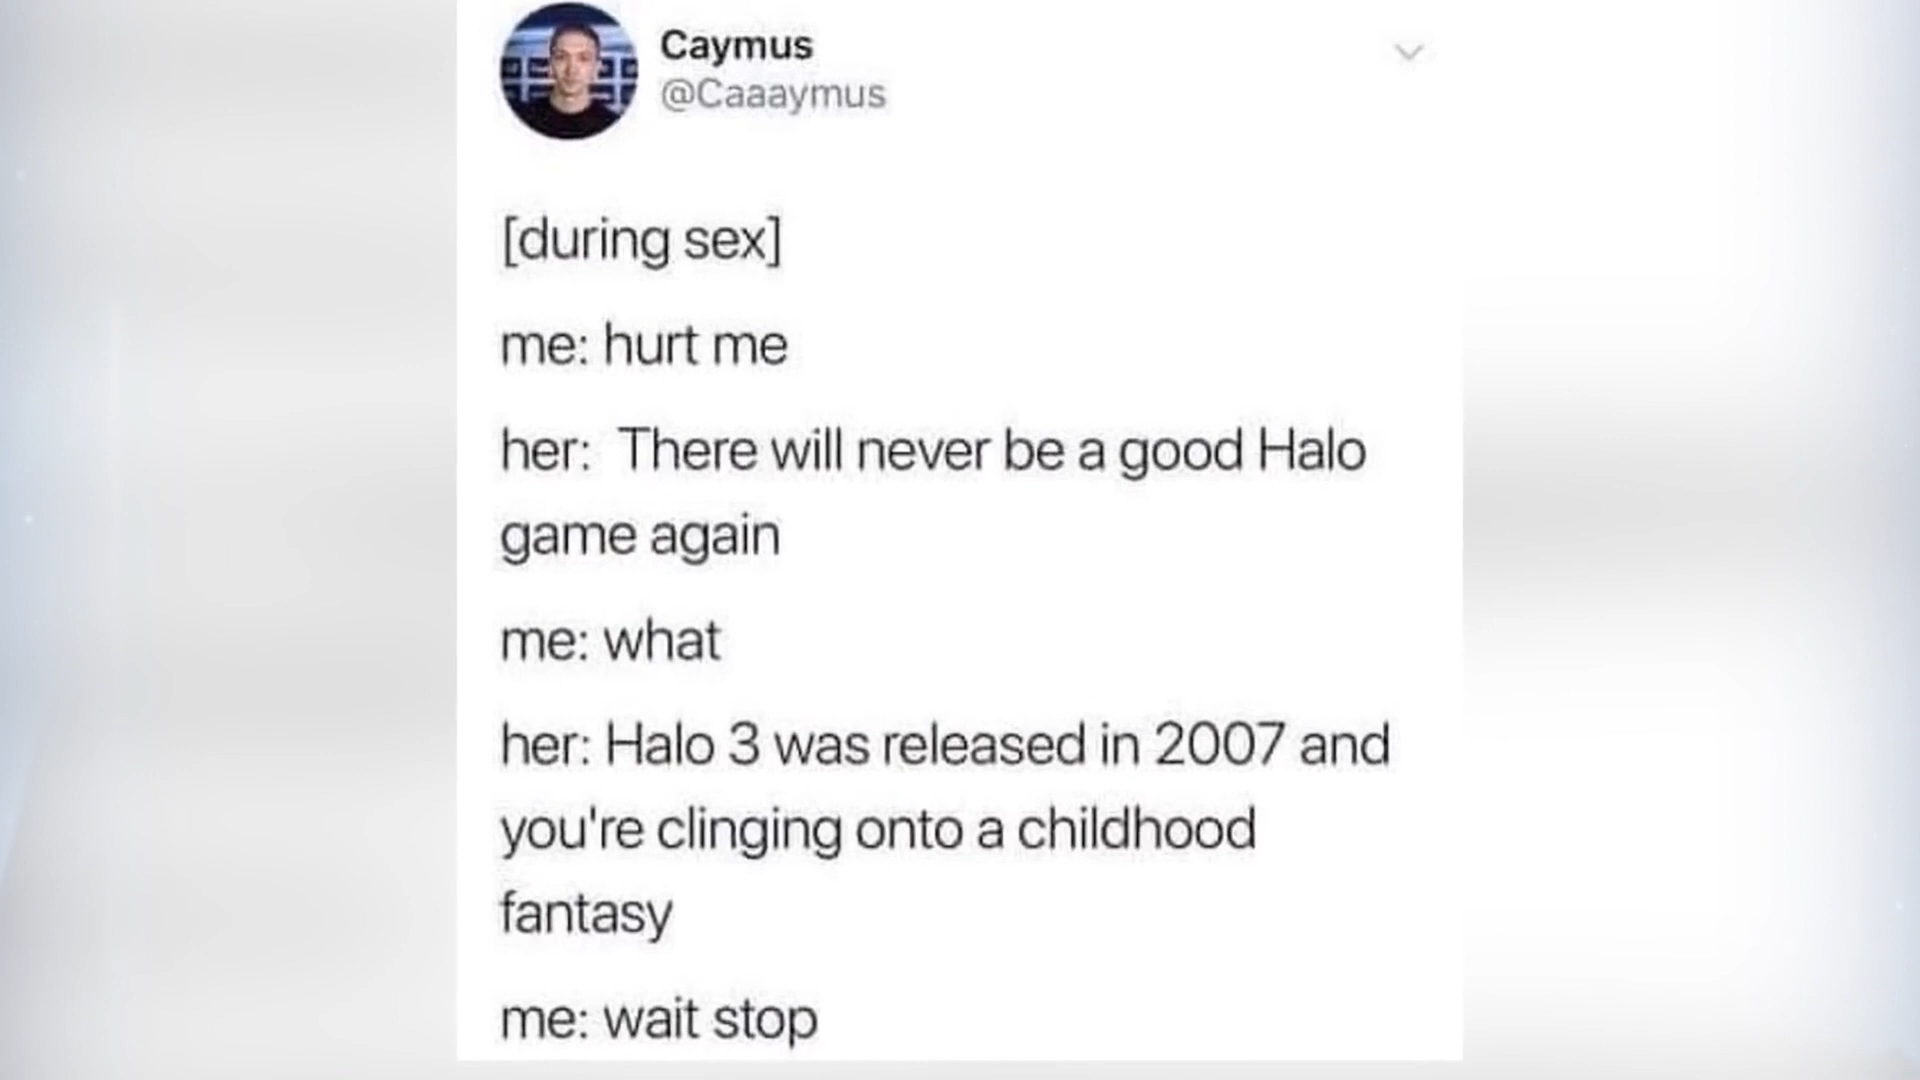 Caymus
@Caaaymus
[during sex]
me: hurt me
her: There will never be a good Halo
game again
me: what
her: Halo 3 was released in 2007 and
you're clinging onto a childhood
fantasy
me: wait stop